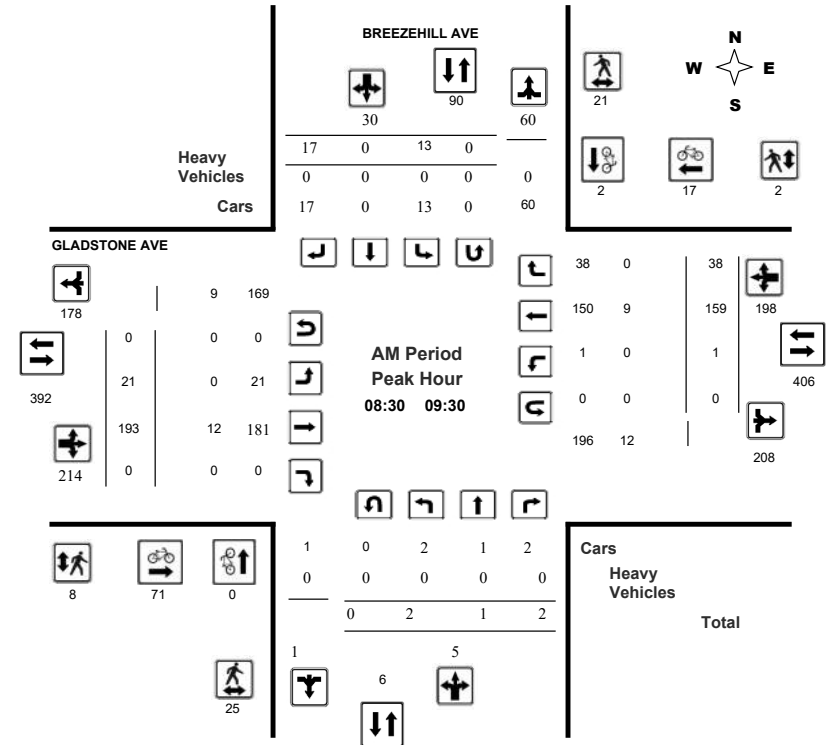 BREEZEHILL AVE
N
W E
S
90
21
30 60
17 0 13 0
Heavy
Vehicles
0 0 0 0 0
2 17 2
Cars
17 0 13 0 60
GLADSTONE AVE
38 0 38
178
9 169
150 9 159 198
0 0 0
AM Period
1 0 1
Peak Hour
406
392
21 0 21
08:30 09:30
0 0 0
193 12 181
196 12
208
214
0 0 0
1 0 2 1 2
Cars
0 0 0 0 0
Heavy
Vehicles
8 71 0
0 2 1 2
Total
1 5
6
25